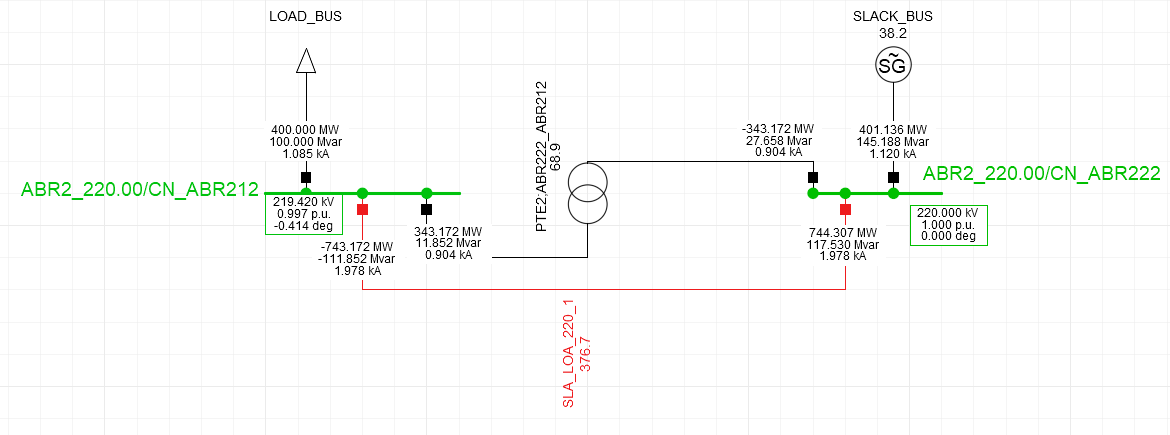 LOAD_BUS
SLACK_BUS
38.2
~
SG
400.000 MW
100.000 Mvar
1.085 kA
PTE2:ABR222_ABR212
68.9
-343.172 MW
27.658 Mvar
0.904 kA
401.136 MW
145.188 Mvar
1.120 kA
ABR2_220.00/CN_ABR212
ABR2_220.00/CN_ABR222
219.420 kV
0.997 p.u.
-0.414 deg
220.000 kV
1.000 p.u.
0.000 deg
-743.172 MW
-111.852 Mvar
1.978 kA
343.172 MW
11.852 Mvar
0.904 kA
744.307 MW
117.530 Mvar
1.978 kA
SLA_LOA_220_1
376.7